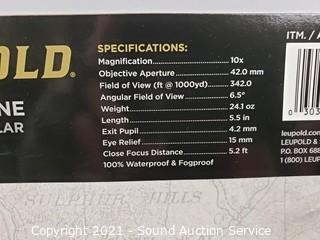 OLD®
NE
LAR
SPECIFICATIONS:
Magnification 10x
Objective Aperture 42.0 mm
Field of View (ft @ 1000yd) 342.0
Angular Field of View 6.5°
Weight 24.1 oz
Length 5.5 in
Exit Pupil 4.2 mm
Eye Relief 15 mm
Close Focus Distance 5.2 ft
100% Waterproof & Fogproof
ITM. / A
0 303
leupold.com
LEUPOLD & S
P.O. BOX 688
1 (800) LEUP
SULPHUR HILLS
Copyright 2021 - Sound Auction Service